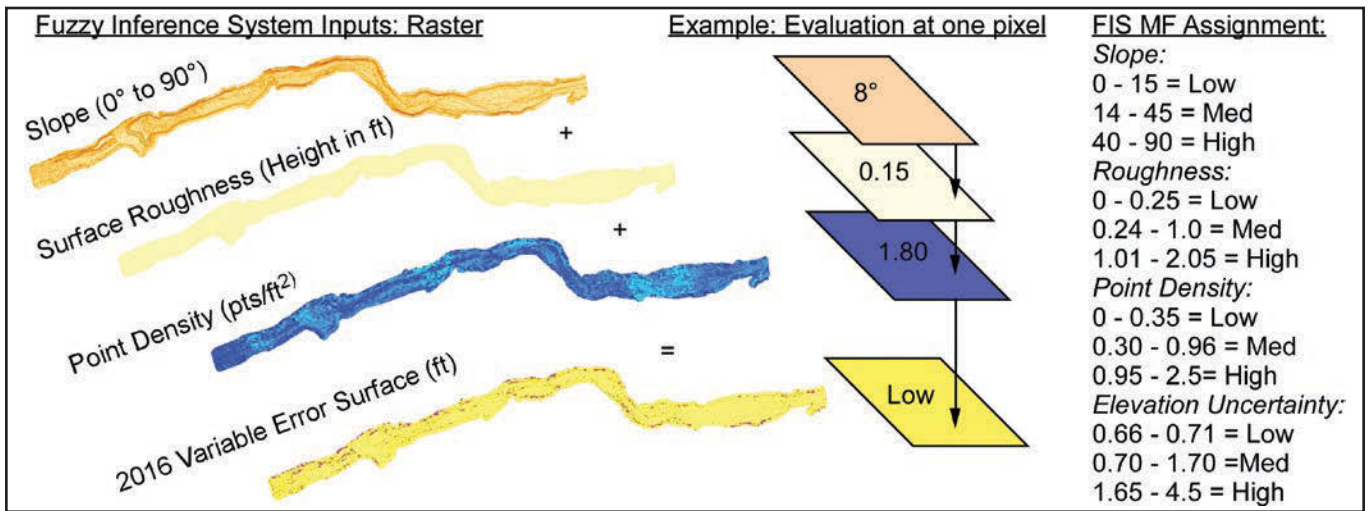 Fuzzy Inference System Inputs: Raster
Slope (0° to 90°)
+
Surface Roughness (Height in ft)
+
Point Density (pts/ft²)
=
2016 Variable Error Surface (ft)
Example: Evaluation at one pixel
8°
0.15
1.80
Low
FIS MF Assignment:
Slope:
0 - 15 = Low
14 - 45 = Med
40 - 90 = High
Roughness:
0 - 0.25 = Low
0.24 - 1.0 = Med
1.01 - 2.05 = High
Point Density:
0 - 0.35 = Low
0.30 - 0.96 = Med
0.95 - 2.5= High
Elevation Uncertainty:
0.66 - 0.71 = Low
0.70 - 1.70 =Med
1.65 - 4.5 = High